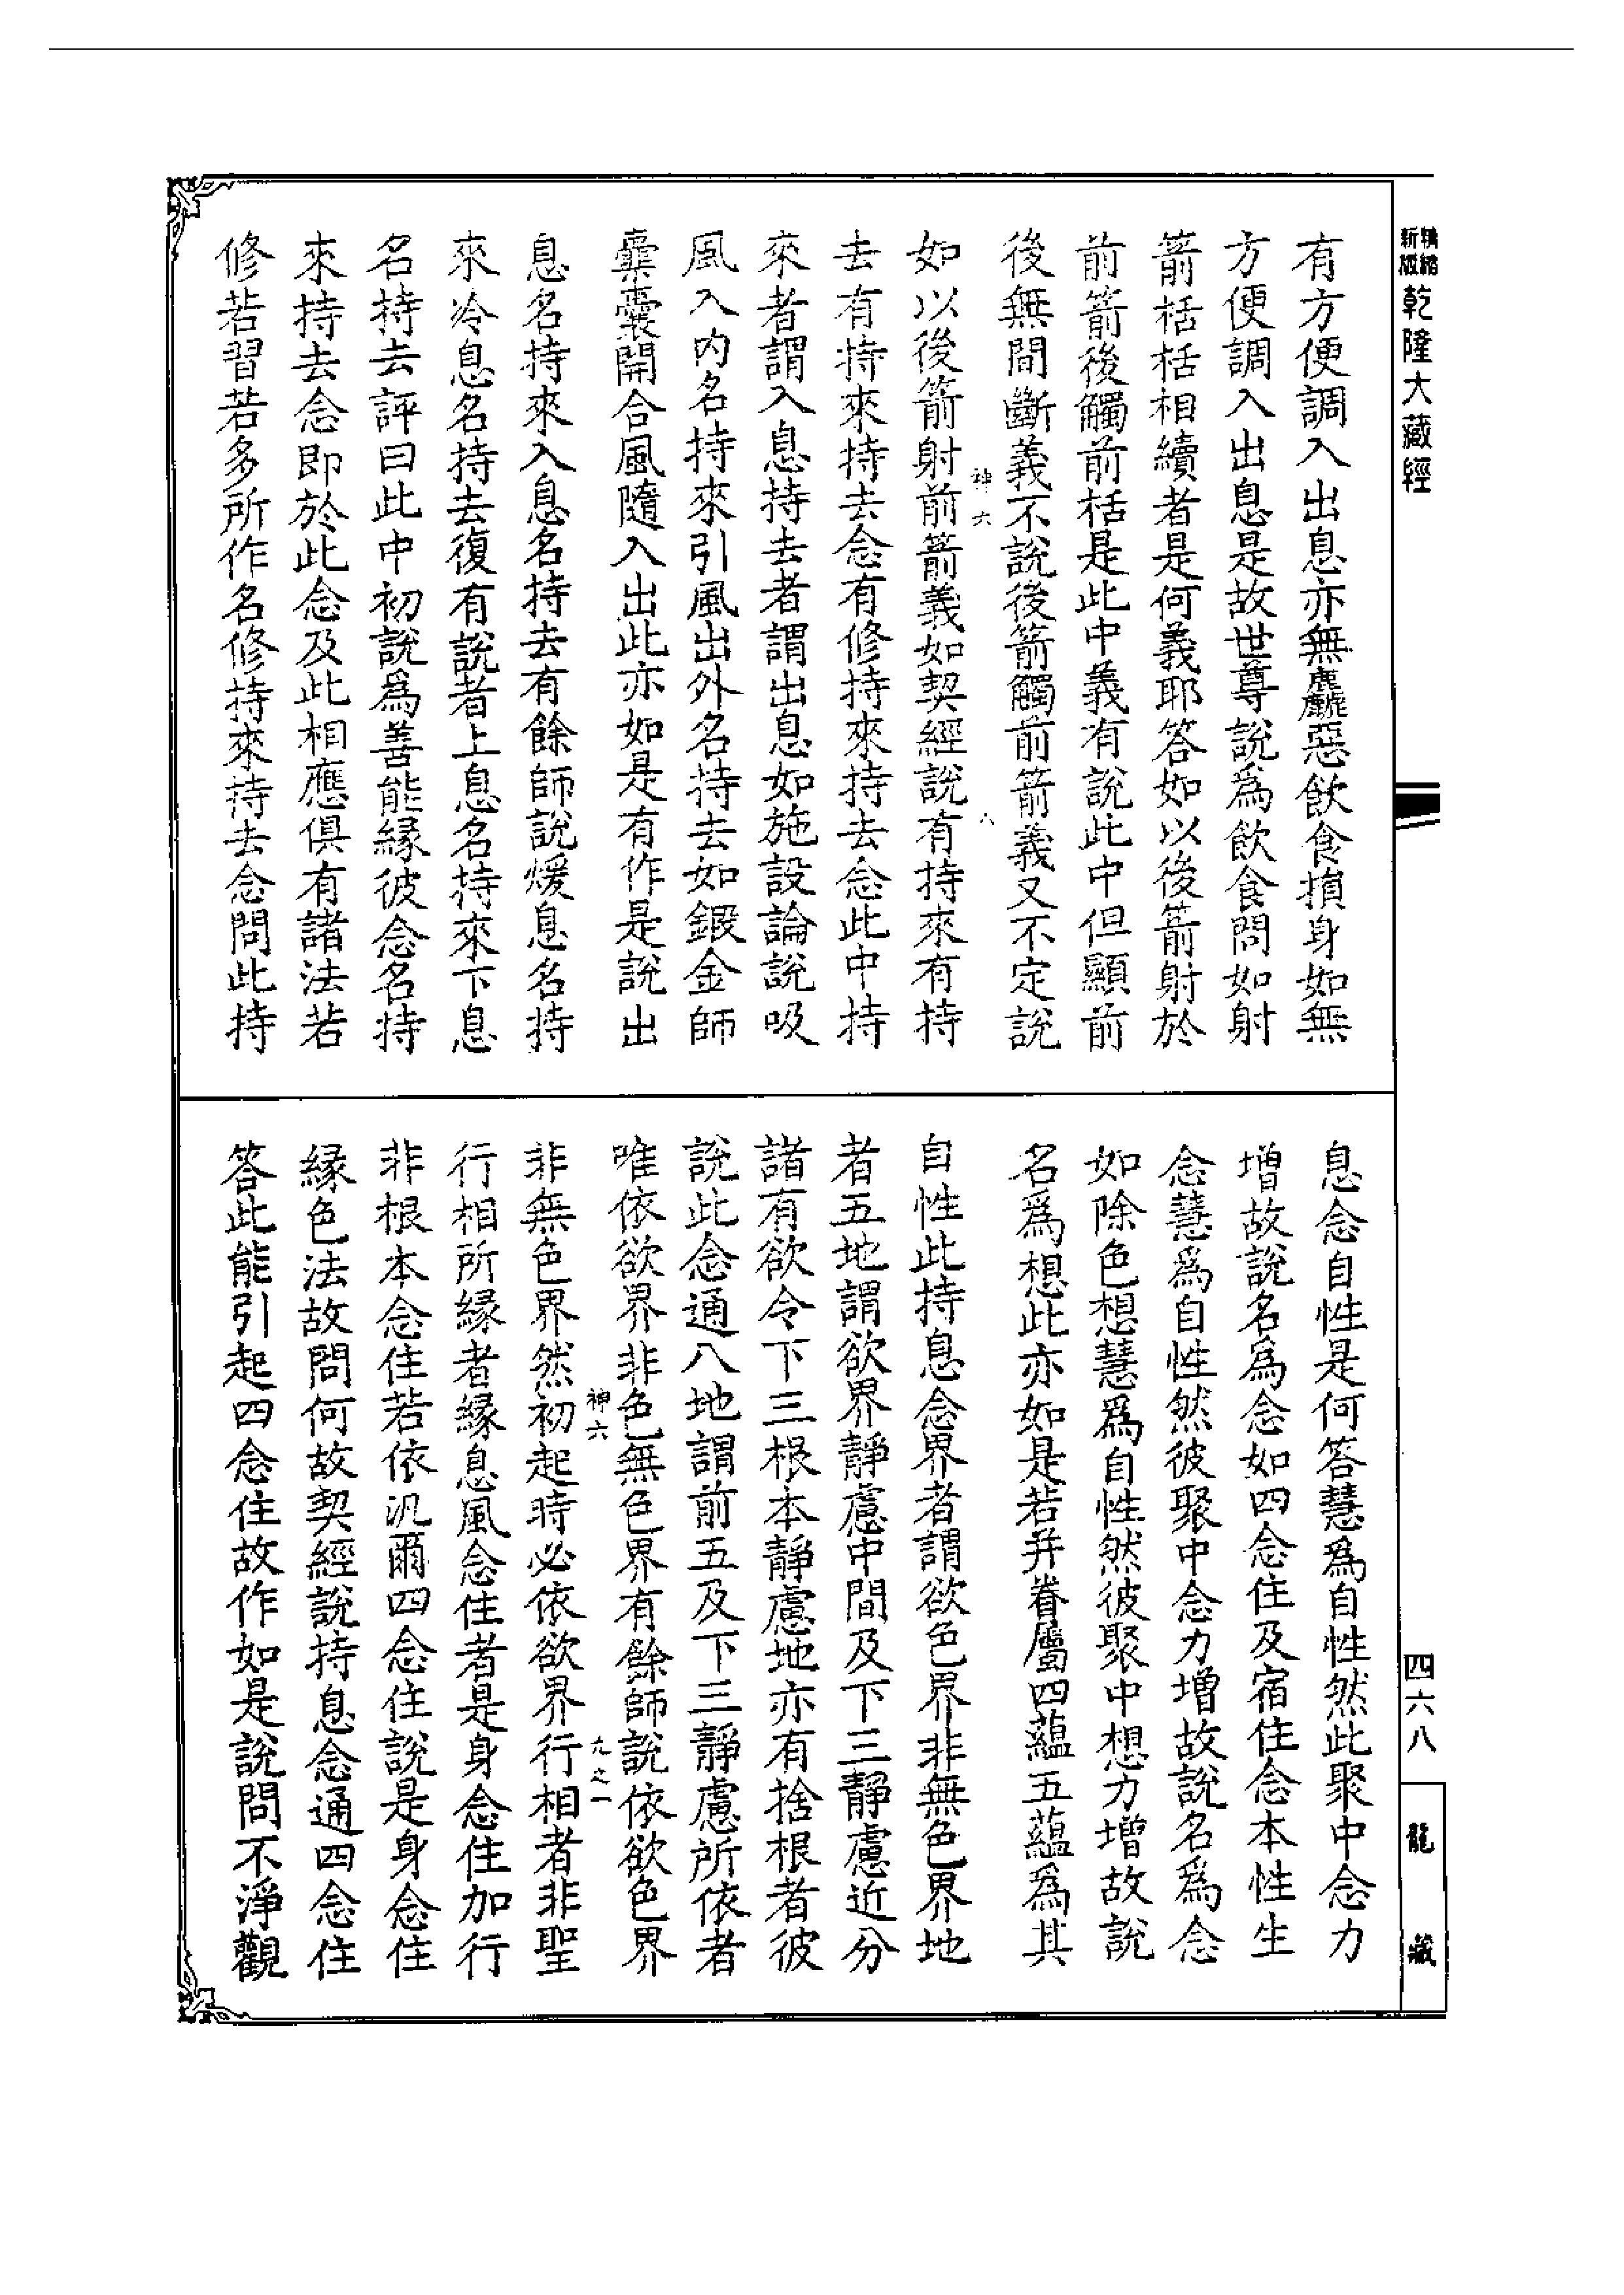 精縮新版乾隆大藏經
有方便調入出息亦無麤惡飲食損身如無
方便調入出息是故世尊說爲飲食問如射
箭栝栝相續者是何義耶答如以後箭射於
前箭後觸前栝是此中義有說此中但顯前
後無間斷義不說後箭觸前箭義又不定說
神六
八
如以後箭射前箭義如契經說有持來有持
去有持來持去念有修持來持去念此中持
來者謂入息持去者謂出息如施設論說吸
風入內名持來引風出外名持去如鍛金師
橐囊開合風隨入出此亦如是有作是說出
息名持來入息名持去有餘師說煖息名持
來冷息名持去復有說者上息名持來下息
名持去評曰此中初說爲善能緣彼念名持
來持去念即於此念及此相應俱有諸法若
修若習若多所作名修持來持去念問此持
息念自性是何答慧爲自性然此聚中念力
增故說名爲念如四念住及宿住念本性生
念慧爲自性然彼聚中念力增故說名爲念
如除色想慧爲自性然彼聚中想力增故說
名爲想此亦如是若并眷屬四蘊五蘊爲其
自性此持息念界者謂欲色界非無色界地
者五地謂欲界靜慮中間及下三靜慮近分
諸有欲令下三根本靜慮地亦有捨根者彼
說此念通八地謂前五及下三靜慮所依者
唯依欲界非色無色界有餘師說依欲色界
神六
九之一
非無色界然初起時必依欲界行相者非聖
行相所緣者緣息風念住者是身念住加行
非根本念住若依汎爾四念住說是身念住
緣色法故問何故契經說持息念通四念住
答此能引起四念住故作如是說問不淨觀
四六八
龍藏